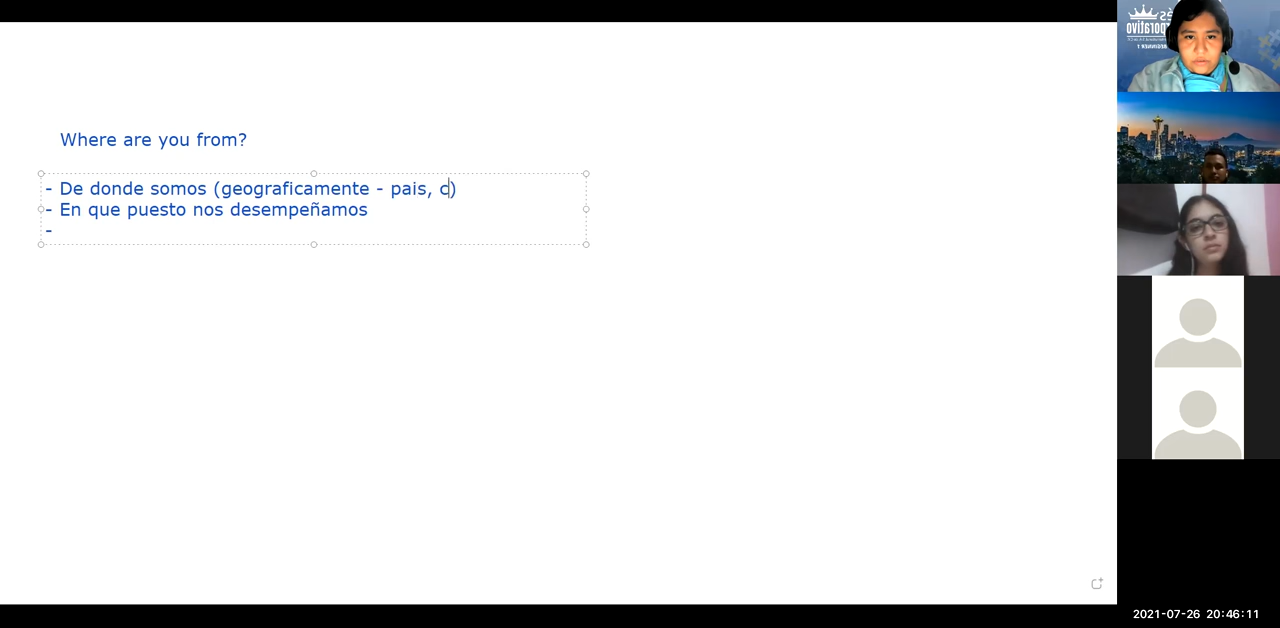 Where are you from?
- De donde somos (geograficamente - pais, c)
- En que puesto nos desempeñamos
-
2021-07-26 20:46:11